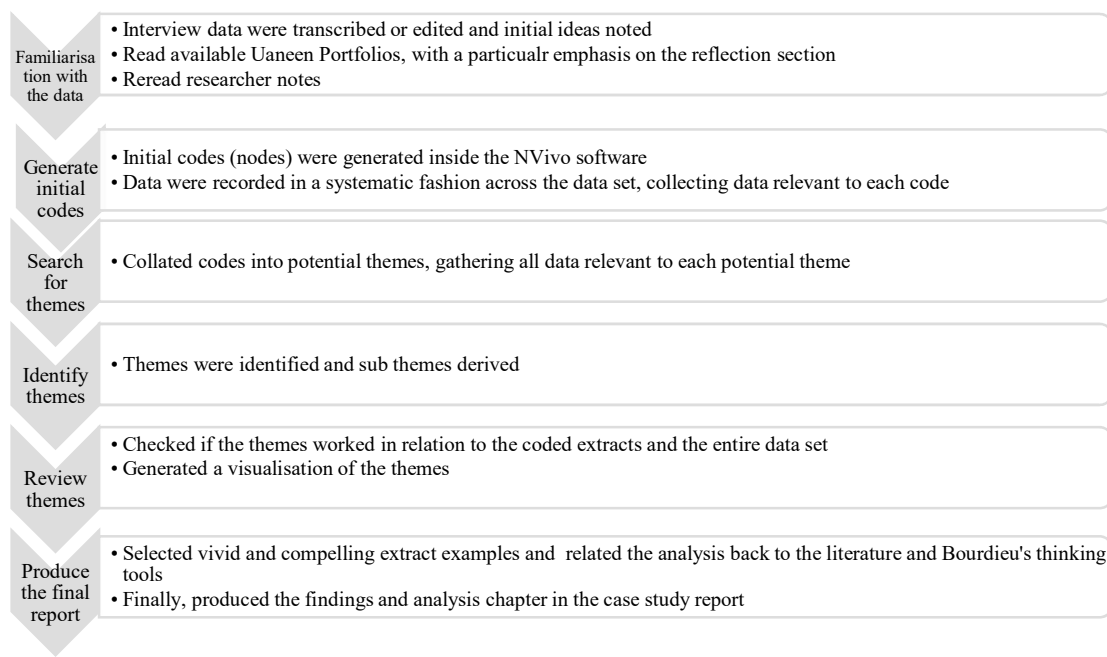 Familiarisa
tion with
the data
• Interview data were transcribed or edited and initial ideas noted
• Read available Uaneen Portfolios, with a particualr emphasis on the reflection section
• Reread researcher notes
Generate
initial
codes
• Initial codes (nodes) were generated inside the NVivo software
• Data were recorded in a systematic fashion across the data set, collecting data relevant to each code
Search
for
themes
• Collated codes into potential themes, gathering all data relevant to each potential theme
Identify
themes
• Themes were identified and sub themes derived
Review
themes
• Checked if the themes worked in relation to the coded extracts and the entire data set
• Generated a visualisation of the themes
Produce
the final
report
• Selected vivid and compelling extract examples and  related the analysis back to the literature and Bourdieu's thinking
tools
• Finally, produced the findings and analysis chapter in the case study report